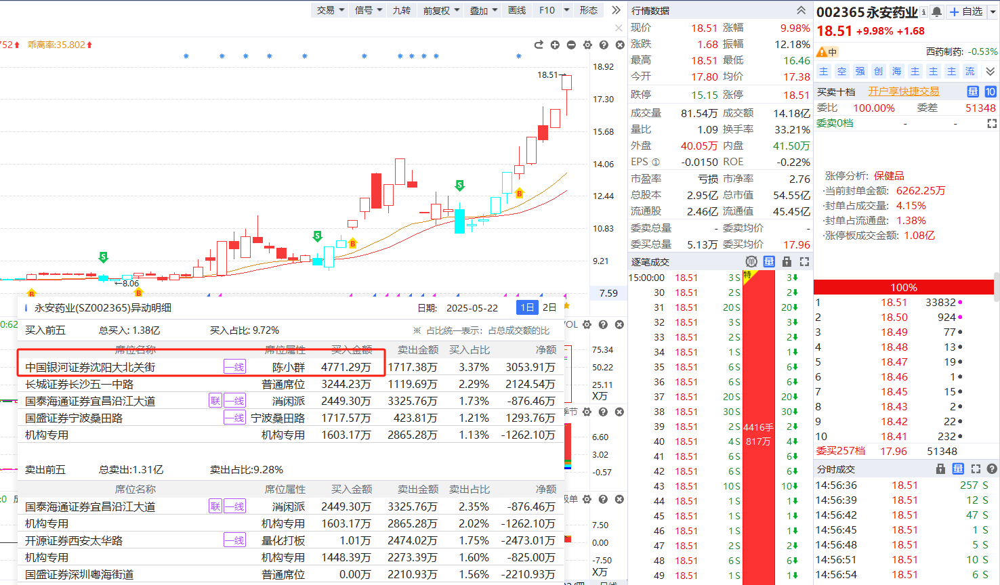 交易 信号 九转 前复权 叠加 画线 F10 形态
752 乖离率:35.802
18.92
17.30
15.68
14.06
12.44
10.83
9.21
7.59
18.51
8.06
S
S
S
B
B
B
B
永安药业(SZ002365)异动明细 日期: 2025-05-22 1日 2日
买入前五 总买入: 1.38亿 买入占比: 9.72% ※ 占比统一表示：占总成交额的比
席位名称 席位属性 买入金额 卖出金额 买入占比 净额
中国银河证券沈阳大北关街 一线 陈小群 4771.29万 1717.38万 3.37% 3053.91万
长城证券长沙五一中路 普通席位 3244.23万 1119.69万 2.29% 2124.54万
国泰海通证券宜昌沿江大道 联 一线 消闲派 2449.30万 3325.76万 1.73% -876.46万
国盛证券宁波桑田路 一线 宁波桑田路 1717.57万 423.81万 1.21% 1293.76万
机构专用 机构专用 1603.17万 2865.28万 1.13% -1262.10万
卖出前五 总卖出: 1.31亿 卖出占比:9.28%
席位名称 席位属性 买入金额 卖出金额 卖出占比 净额
国泰海通证券宜昌沿江大道 联 一线 消闲派 2449.30万 3325.76万 2.35% -876.46万
机构专用 机构专用 1603.17万 2865.28万 2.02% -1262.10万
开源证券西安太华路 一线 量化打板 1.01万 2474.02万 1.75% -2473.01万
机构专用 机构专用 1448.39万 2273.39万 1.60% -825.00万
国盛证券深圳粤海街道 普通席位 0.00万 2210.93万 1.56% -2210.93万
0:62
VOL
75.34
50.22
25.11
X万
季节
6.60
3.02
-0.57
:0
级单
7.50
0.00
-7.50
X万
行情数据
现价 18.51 涨幅 9.98%
涨跌 1.68 振幅 12.18%
最高 18.51 最低 16.46
今开 17.80 均价 17.38
跌停 15.15 涨停 18.51
成交量 81.54万 成交额 14.18亿
量比 1.09 换手率 33.21%
外盘 40.05万 内盘 41.50万
EPS ① -0.0150 ROE -0.22%
市盈率 亏损 市净率 2.76
总股本 2.95亿 总市值 54.55亿
流通股 2.46亿 流通值 45.45亿
委卖总量 - 委卖均价 -
委买总量 5.13万 委买均价 17.96
逐笔成交 单 量
特
15:00:00 18.51 3 S 3
30 18.51 2 S 2
31 18.51 20 S 20
32 18.51 3 S 3
33 18.51 2 S 2
34 18.51 1 S 1
35 18.51 6 S 6
36 18.51 6 S 6
37 18.51 20 S 20
38 18.51 30 S 30
39 18.51 2 S 4416手 2
40 18.51 4 S 817万 4
41 18.51 6 S 6
42 18.51 6 S 6
43 18.51 10 S 10
44 18.51 1 S 1
45 18.51 1 S 1
46 18.51 1 S 1
47 18.51 2 S 2
48 18.51 6 S 6
49 18.51 1 S 1
002365 永安药业 自选
18.51 +9.98% +1.68
中 西药制药: -0.53%
主 空 强 创 海 主 主 主 流
买卖十档 开户享快捷交易 量 10
委比 100.00% 委差 51348
委卖0档 - -
涨停分析: 保健品
·当前封单金额: 6262.25万
·封单占成交量: 4.15%
·封单占流通盘: 1.38%
·涨停板成交金额: 1.08亿
100%
1 18.51 33832
2 18.50 924
3 18.49 77
4 18.48 13
5 18.47 19
6 18.46 1
7 18.45 15
8 18.43 2
9 18.42 22
10 18.41 232
委买257档 17.96 51348
分时成交 量
14:56:36 18.51 257 S
14:56:39 18.51 12 S
14:56:42 18.51 47 S
14:56:45 18.51 1 S
14:56:48 18.51 5 S
14:56:51 18.51 10 S
14:56:54 18.51 6 S